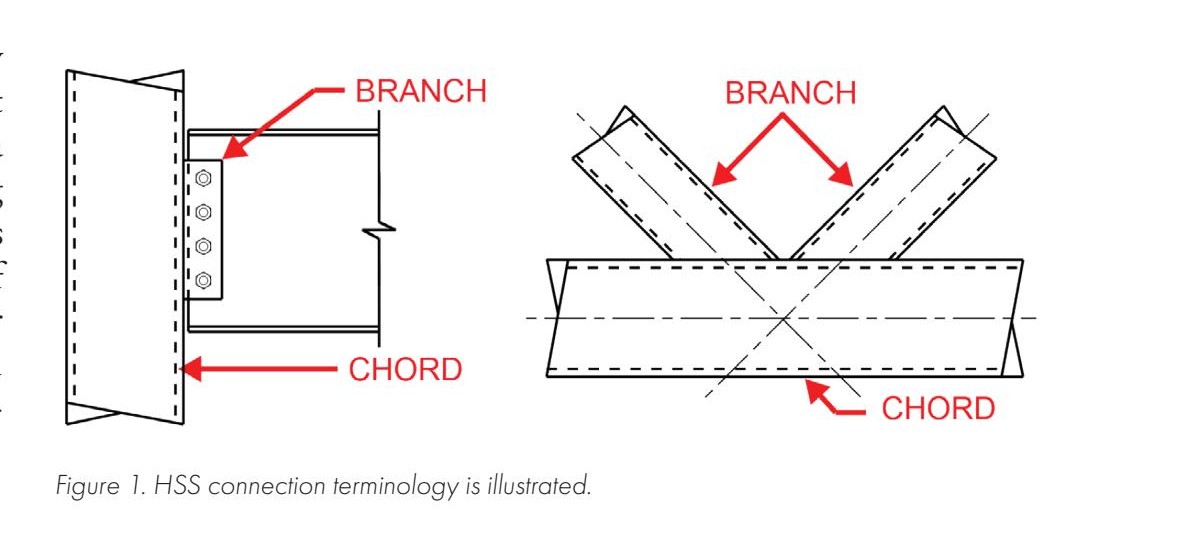 BRANCH
CHORD
BRANCH
CHORD
Figure 1. HSS connection terminology is illustrated.